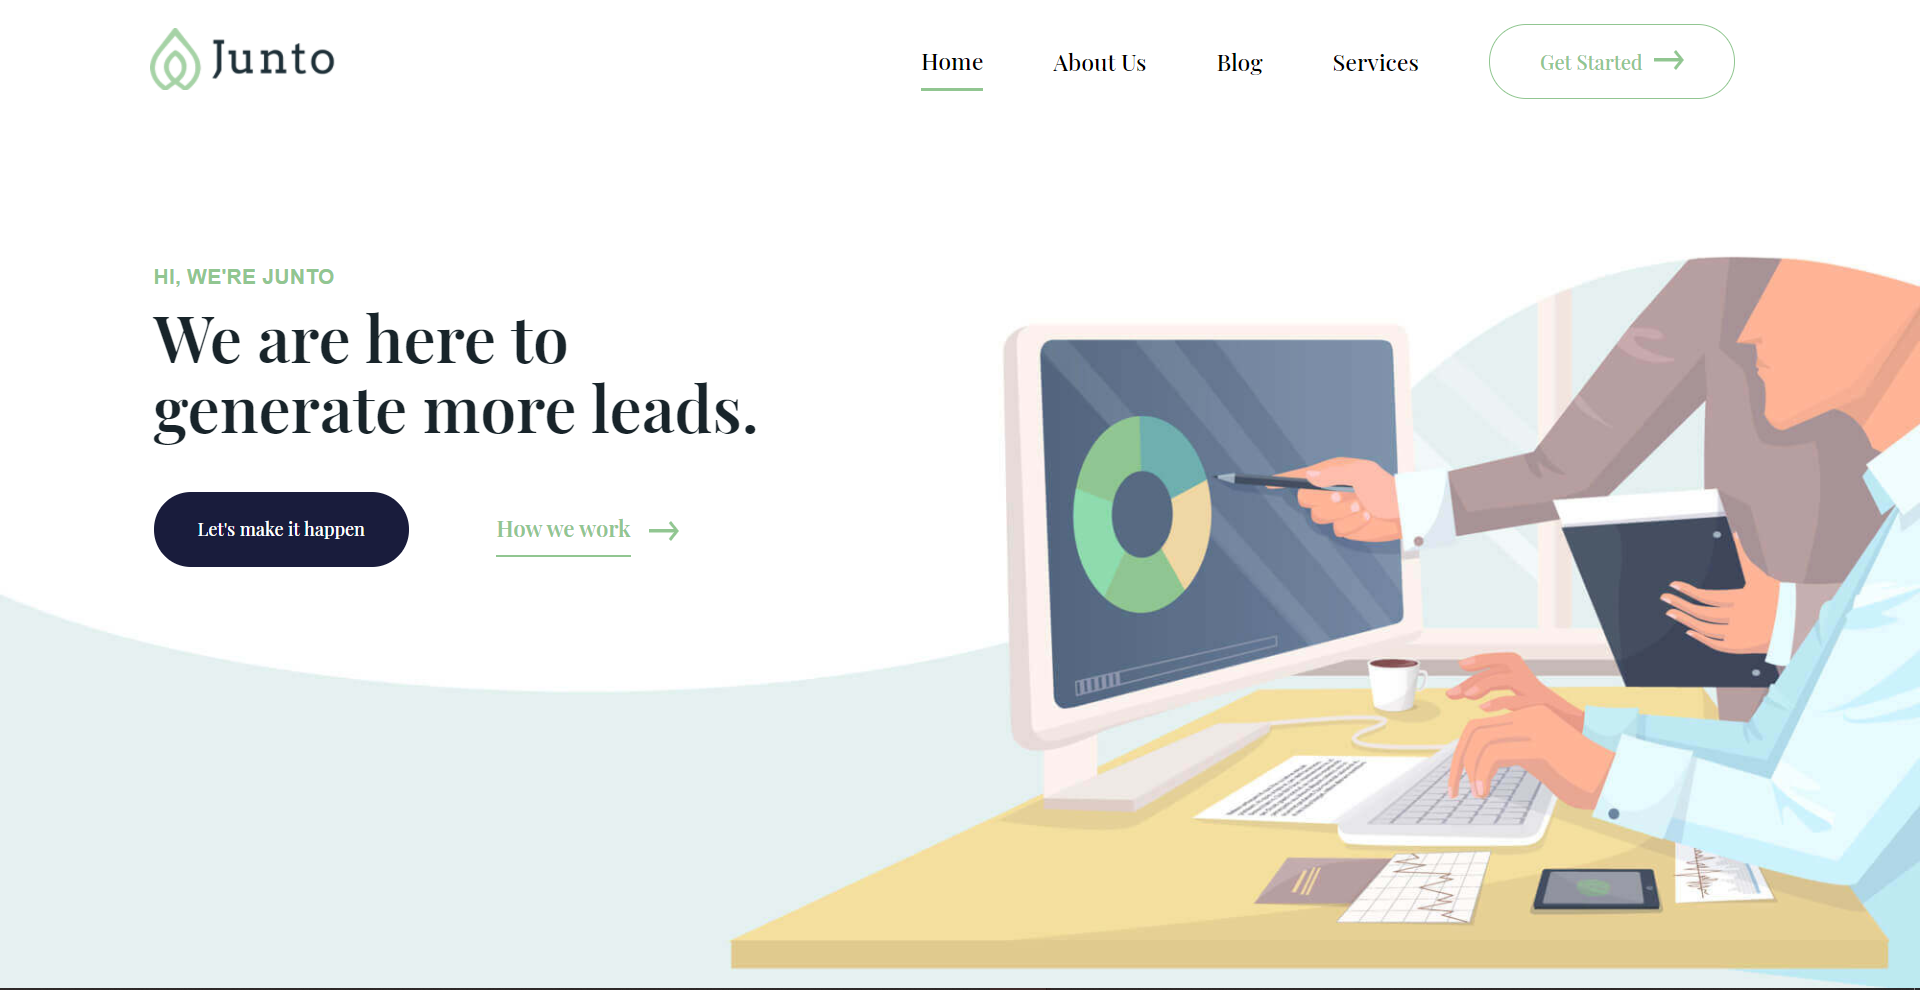 Junto
Home
About Us
Blog
Services
Get Started
HI, WE'RE JUNTO
We are here to
generate more leads.
Let's make it happen
How we work